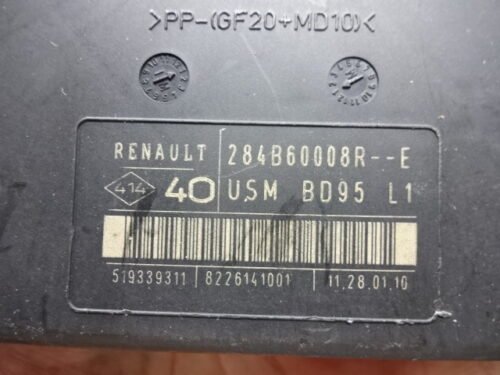 >PP-(GF20+MD10)<
RENAULT 284B60008R--E
414 40 USM BD95 L1
519339311 8226141001 11.28.01.10